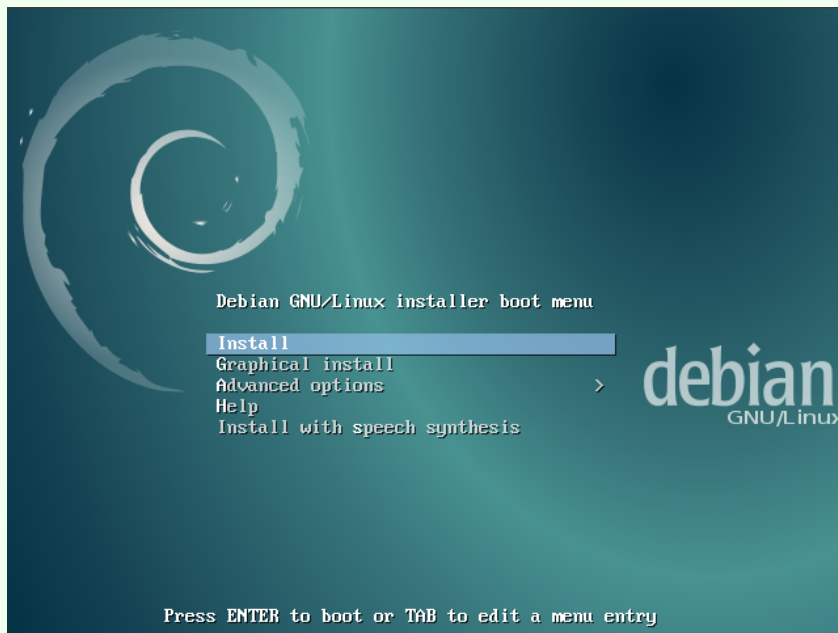 Debian GNU/Linux installer boot menu
Install
Graphical install
Advanced options >
Help
Install with speech synthesis
debian
GNU/Linux
Press ENTER to boot or TAB to edit a menu entry